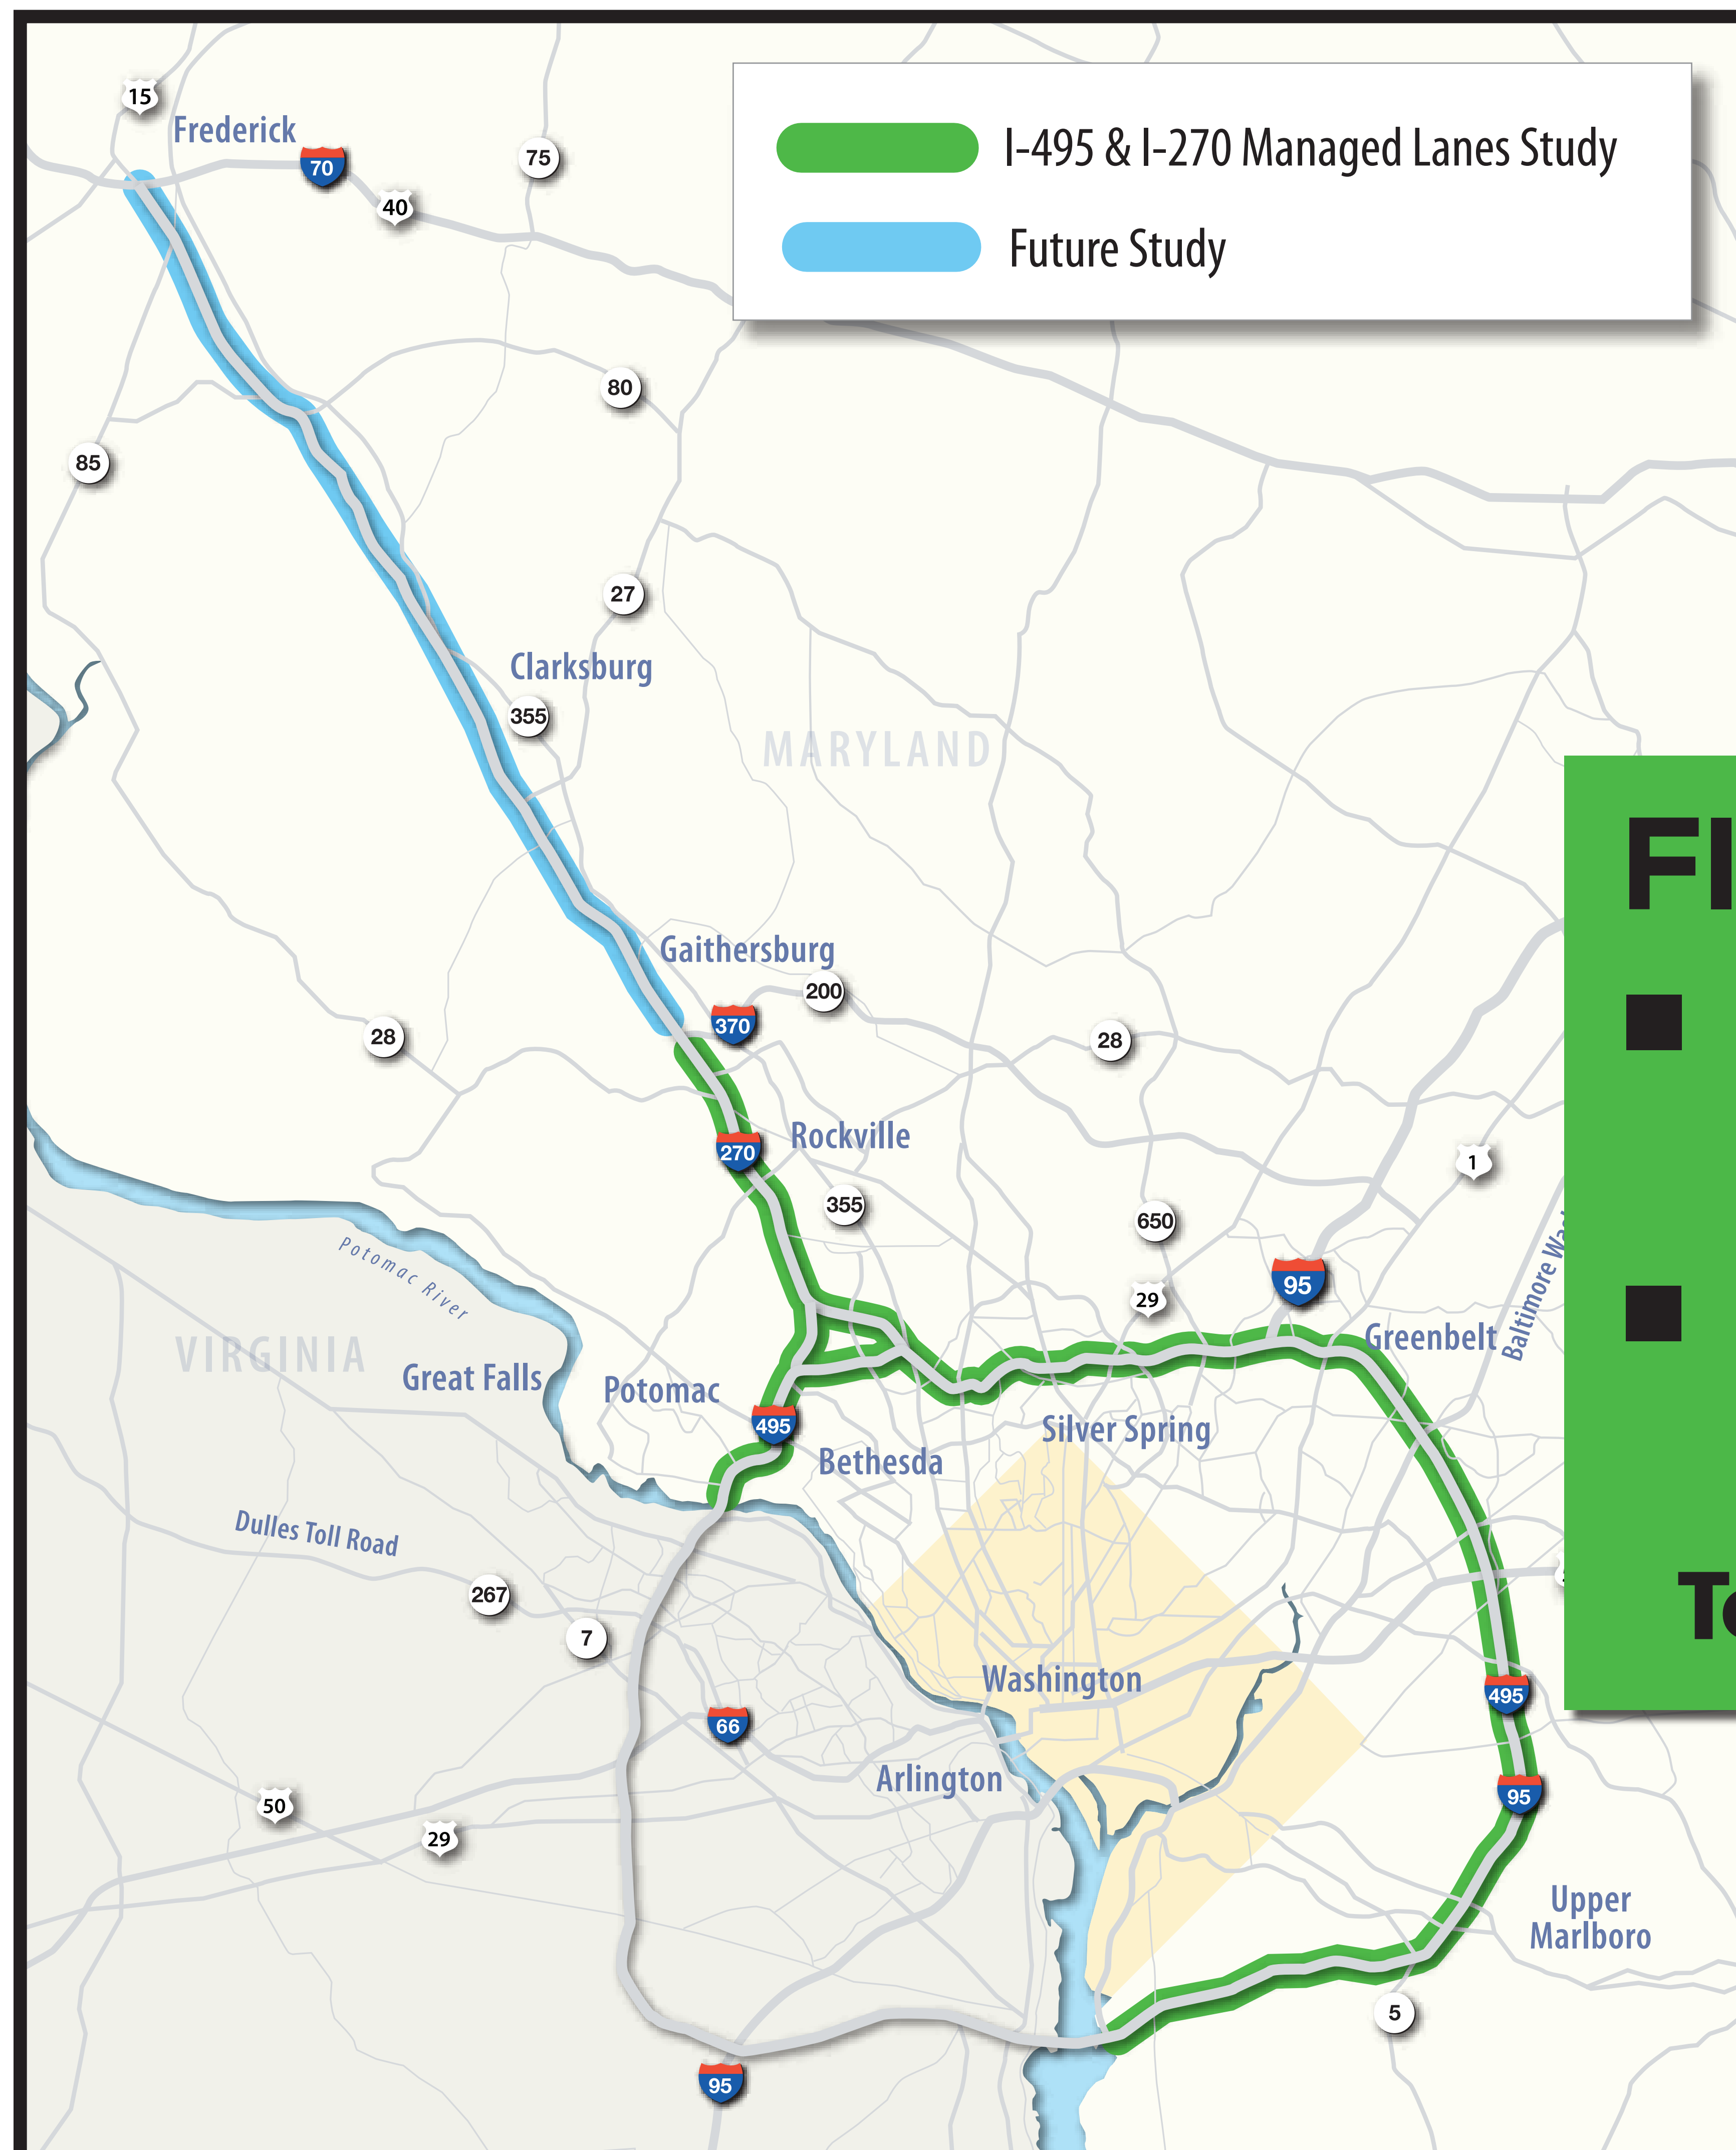 15
Frederick
70
75
40
I-495 & I-270 Managed Lanes Study
Future Study
80
85
27
Clarksburg
355
MARYLAND
FI
Gaithersburg
200
370
28
28
Rockville
270
1
355
650
Potomac River
95
29
Greenbelt
Baltimore
VIRGINIA
Great Falls
Potomac
495
Silver Spring
Bethesda
Dulles Toll Road
267
7
Washington
495
66
Arlington
95
50
29
Upper
Marlboro
5
95